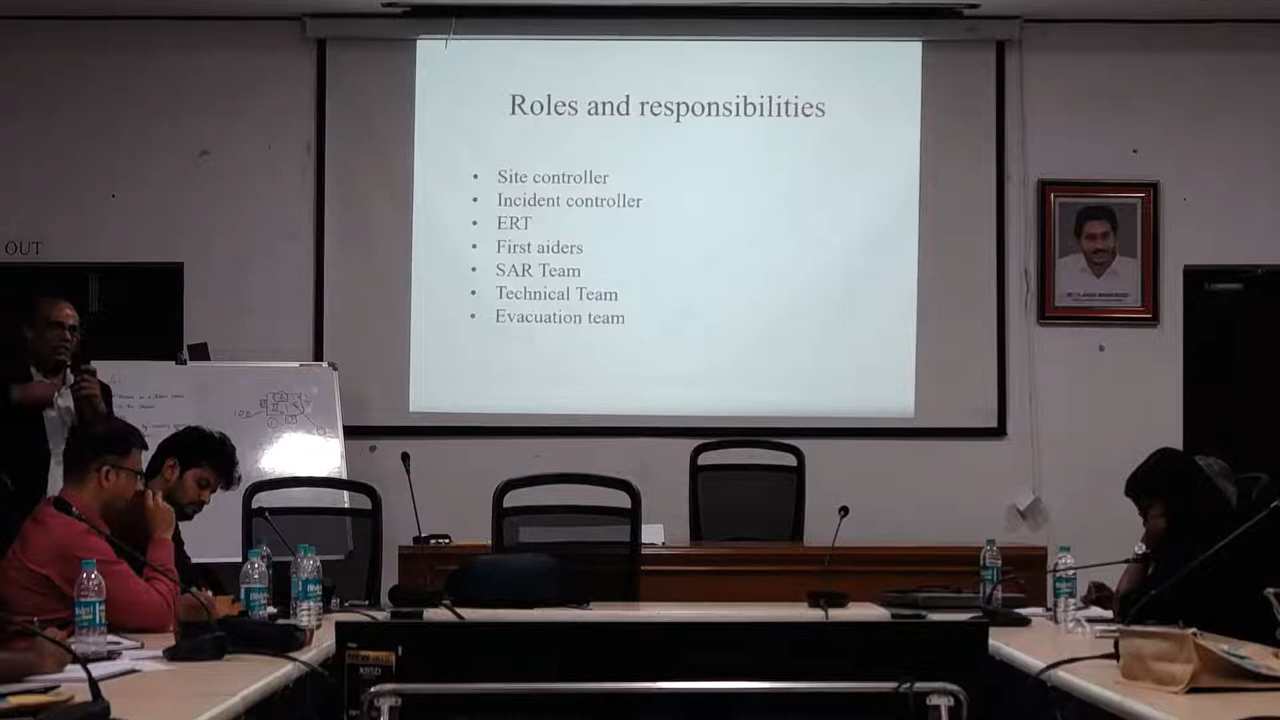 Roles and responsibilities
• Site controller
• Incident controller
• ERT
• First aiders
• SAR Team
• Technical Team
• Evacuation team
OUT